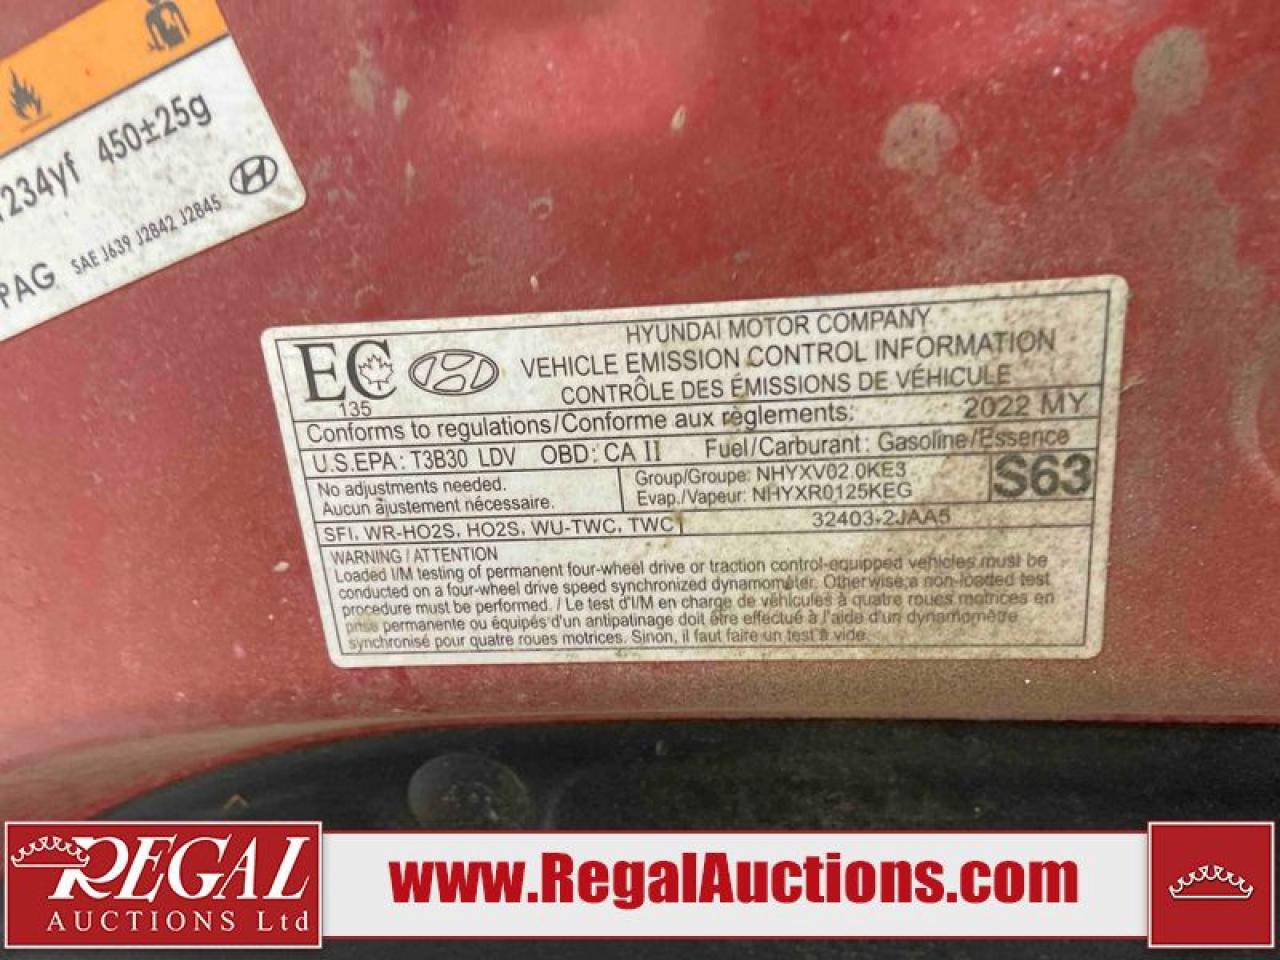 234yf 450±25g
PAG SAE J639 J2842 J2845
HYUNDAI MOTOR COMPANY
EC VEHICLE EMISSION CONTROL INFORMATION
135 CONTRÔLE DES ÉMISSIONS DE VÉHICULE
Conforms to regulations/Conforme aux règlements: 2022 MY
U.S.EPA: T3B30 LDV OBD: CA II Fuel/Carburant: Gasoline/Essence
No adjustments needed.
Aucun ajustement nécessaire.
Group/Groupe: NHYXV02.0KE3
Evap./Vapeur: NHYXR0125KEG
S63
SFI, WR-HO2S, HO2S, WU-TWC, TWC 32403-2JAA5
WARNING / ATTENTION
Loaded I/M testing of permanent four-wheel drive or traction control-equipped vehicles must be
conducted on a four-wheel drive speed synchronized dynamométer. Otherwise,a non-loaded test
procedure must be performed. / Le test d'I/M en charge de véhicules à quatre roues motrices en
prise permanente ou équipés d'un antipatinage doit être effectué à l'aide d'un dynamomètre
synchronisé pour quatre roues motrices. Sinon, il faut faire un test à vide.
REGAL
AUCTIONS Ltd
www.RegalAuctions.com